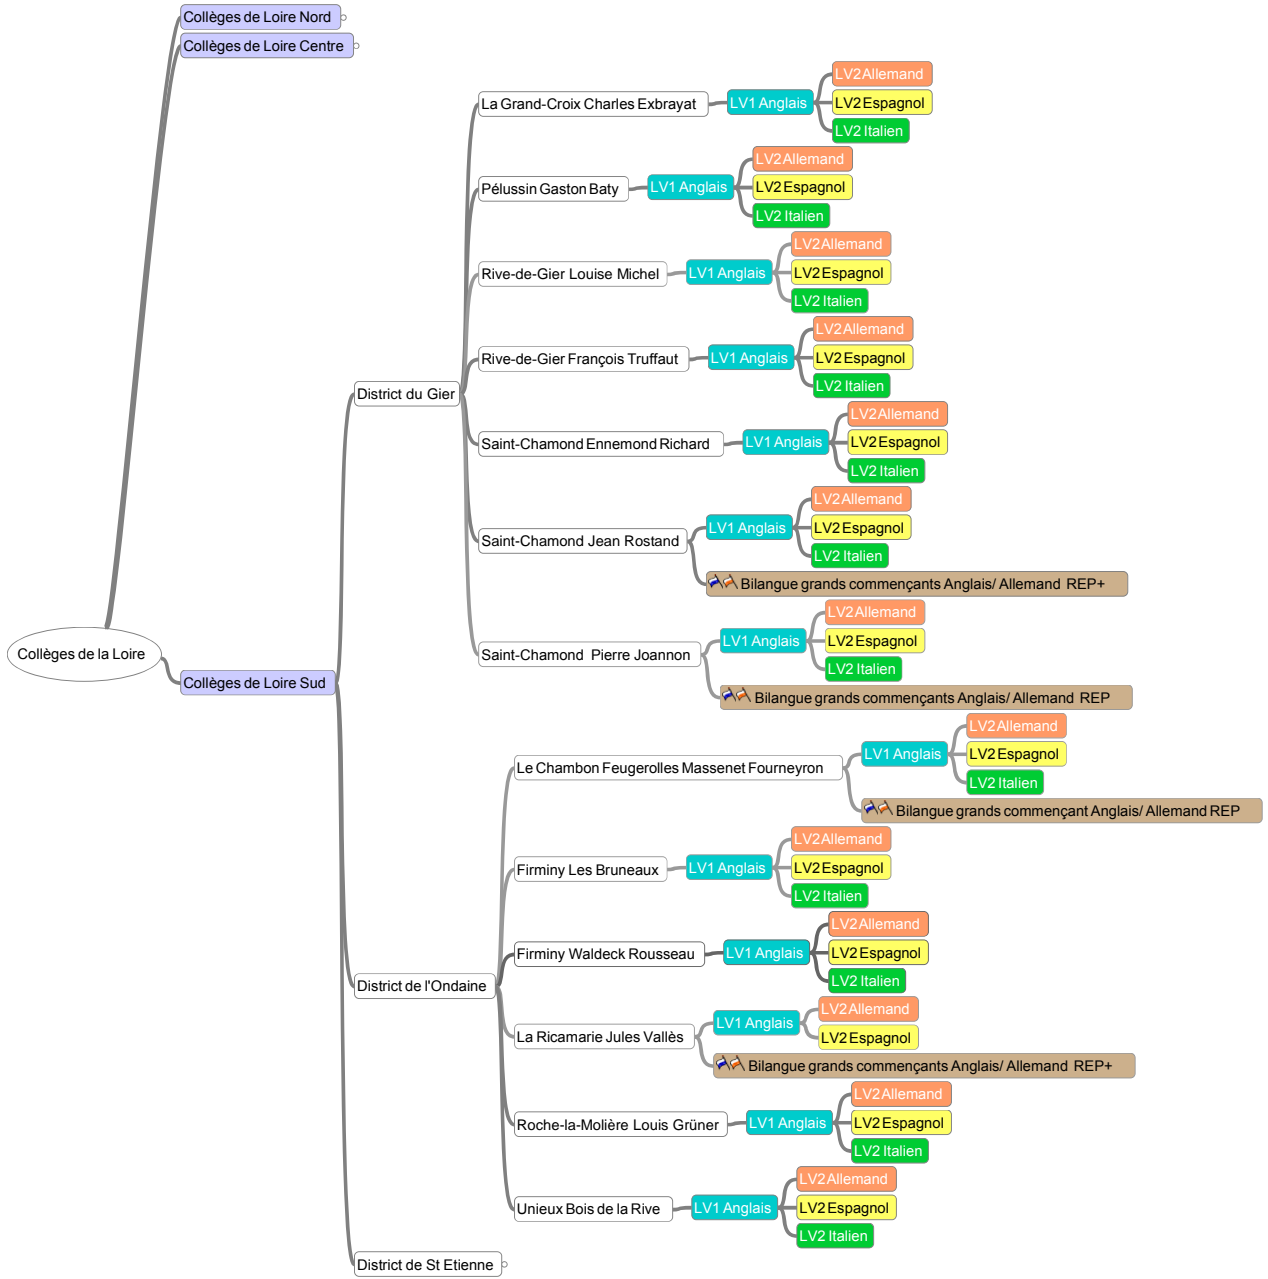 Collèges de Loire Nord
Collèges de Loire Centre
Collèges de la Loire
Collèges de Loire Sud
District du Gier
La Grand-Croix Charles Exbrayat
LV1 Anglais
LV2 Allemand
LV2 Espagnol
LV2 Italien
Pélussin Gaston Baty
LV1 Anglais
LV2 Allemand
LV2 Espagnol
LV2 Italien
Rive-de-Gier Louise Michel
LV1 Anglais
LV2 Allemand
LV2 Espagnol
LV2 Italien
Rive-de-Gier François Truffaut
LV1 Anglais
LV2 Allemand
LV2 Espagnol
LV2 Italien
Saint-Chamond Ennemond Richard
LV1 Anglais
LV2 Allemand
LV2 Espagnol
LV2 Italien
Saint-Chamond Jean Rostand
LV1 Anglais
LV2 Allemand
LV2 Espagnol
LV2 Italien
Bilangue grands commençants Anglais/ Allemand REP+
Saint-Chamond Pierre Joannon
LV1 Anglais
LV2 Allemand
LV2 Espagnol
LV2 Italien
Bilangue grands commençants Anglais/ Allemand REP
District de l'Ondaine
Le Chambon Feugerolles Massenet Fourneyron
LV1 Anglais
LV2 Allemand
LV2 Espagnol
LV2 Italien
Bilangue grands commençant Anglais/ Allemand REP
Firminy Les Bruneaux
LV1 Anglais
LV2 Allemand
LV2 Espagnol
LV2 Italien
Firminy Waldeck Rousseau
LV1 Anglais
LV2 Allemand
LV2 Espagnol
LV2 Italien
La Ricamarie Jules Vallès
LV1 Anglais
LV2 Allemand
LV2 Espagnol
Bilangue grands commençants Anglais/ Allemand REP+
Roche-la-Molière Louis Grüner
LV1 Anglais
LV2 Allemand
LV2 Espagnol
LV2 Italien
Unieux Bois de la Rive
LV1 Anglais
LV2 Allemand
LV2 Espagnol
LV2 Italien
District de St Etienne